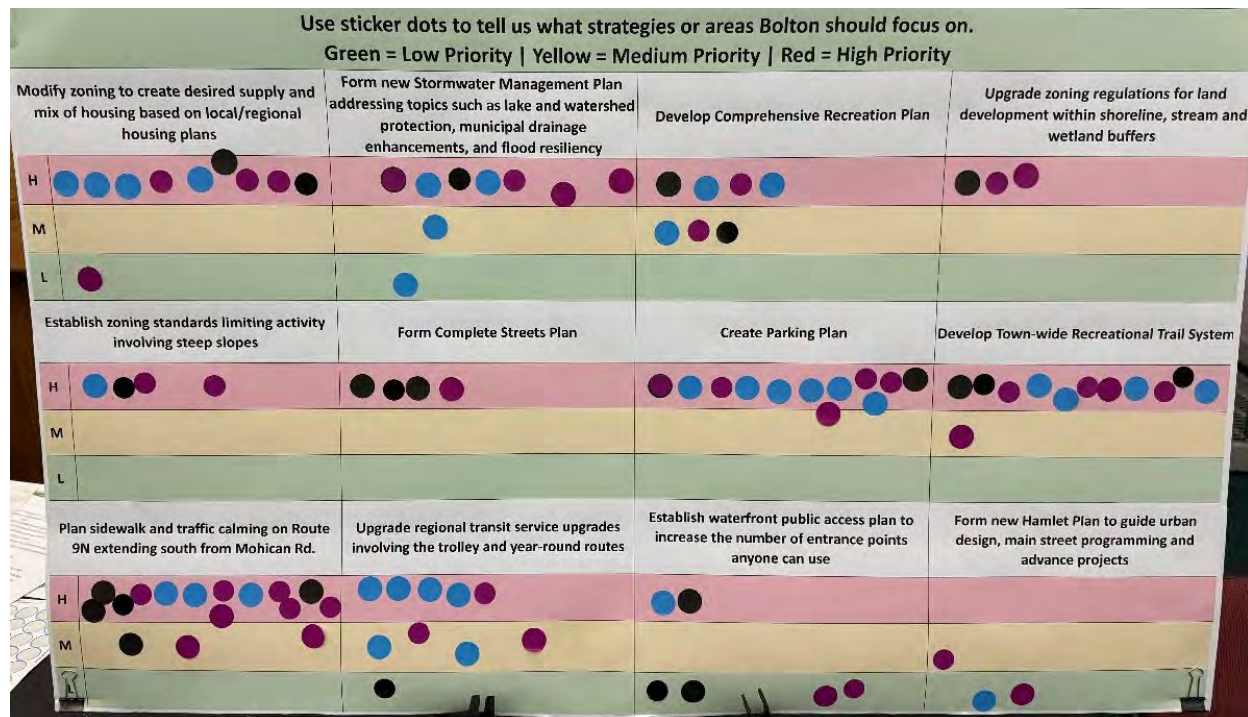 Use sticker dots to tell us what strategies or areas Bolton should focus on.
Green = Low Priority | Yellow = Medium Priority | Red = High Priority
Modify zoning to create desired supply and
mix of housing based on local/regional
housing plans
Form new Stormwater Management Plan
addressing topics such as lake and watershed
protection, municipal drainage
enhancements, and flood resiliency
Develop Comprehensive Recreation Plan
Upgrade zoning regulations for land
development within shoreline, stream and
wetland buffers
H
M
L
Establish zoning standards limiting activity
involving steep slopes
Form Complete Streets Plan
Create Parking Plan
Develop Town-wide Recreational Trail System
H
M
L
Plan sidewalk and traffic calming on Route
9N extending south from Mohican Rd.
Upgrade regional transit service upgrades
involving the trolley and year-round routes
Establish waterfront public access plan to
increase the number of entrance points
anyone can use
Form new Hamlet Plan to guide urban
design, main street programming and
advance projects
H
M